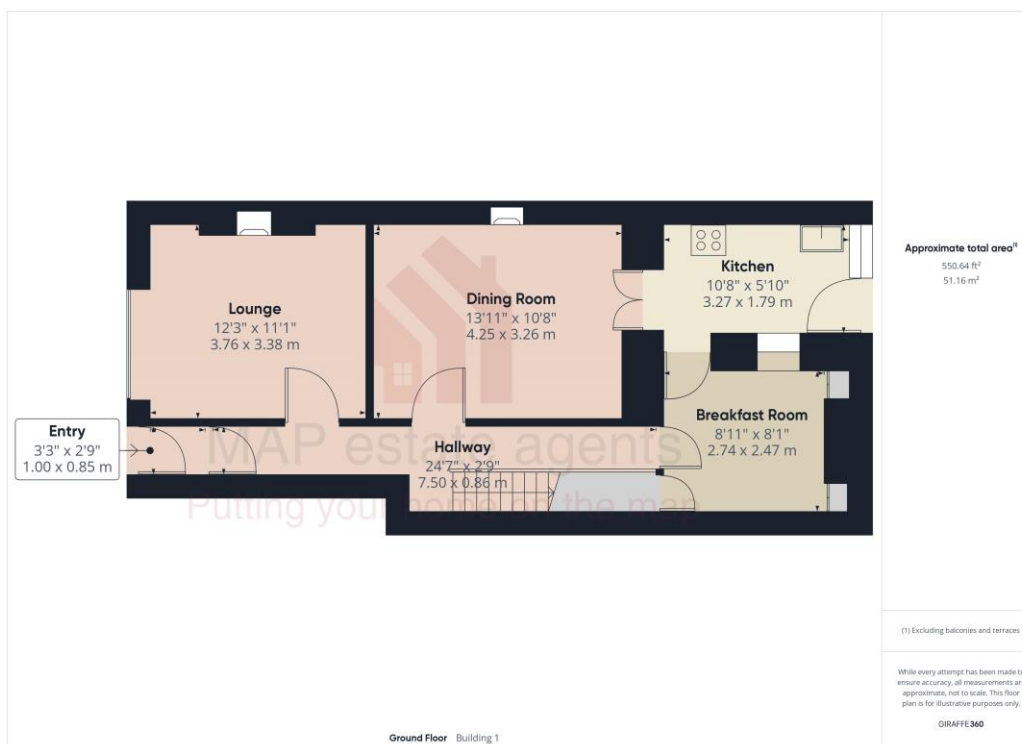 Lounge
12'3" x 11'1"
3.76 x 3.38 m
Dining Room
13'11" x 10'8"
4.25 x 3.26 m
Kitchen
10'8" x 5'10"
3.27 x 1.79 m
Entry
3'3" x 2'9"
1.00 x 0.85 m
Hallway
24'7" x 2'9"
7.50 x 0.86 m
Breakfast Room
8'11" x 8'1"
2.74 x 2.47 m
MAP estate agents
Putting your home on the map
Approximate total area(1)
550.64 ft²
51.16 m²
(1) Excluding balconies and terraces
While every attempt has been made to
ensure accuracy, all measurements are
approximate, not to scale. This floor
plan is for illustrative purposes only.
GIRAFFE360
Ground Floor Building 1